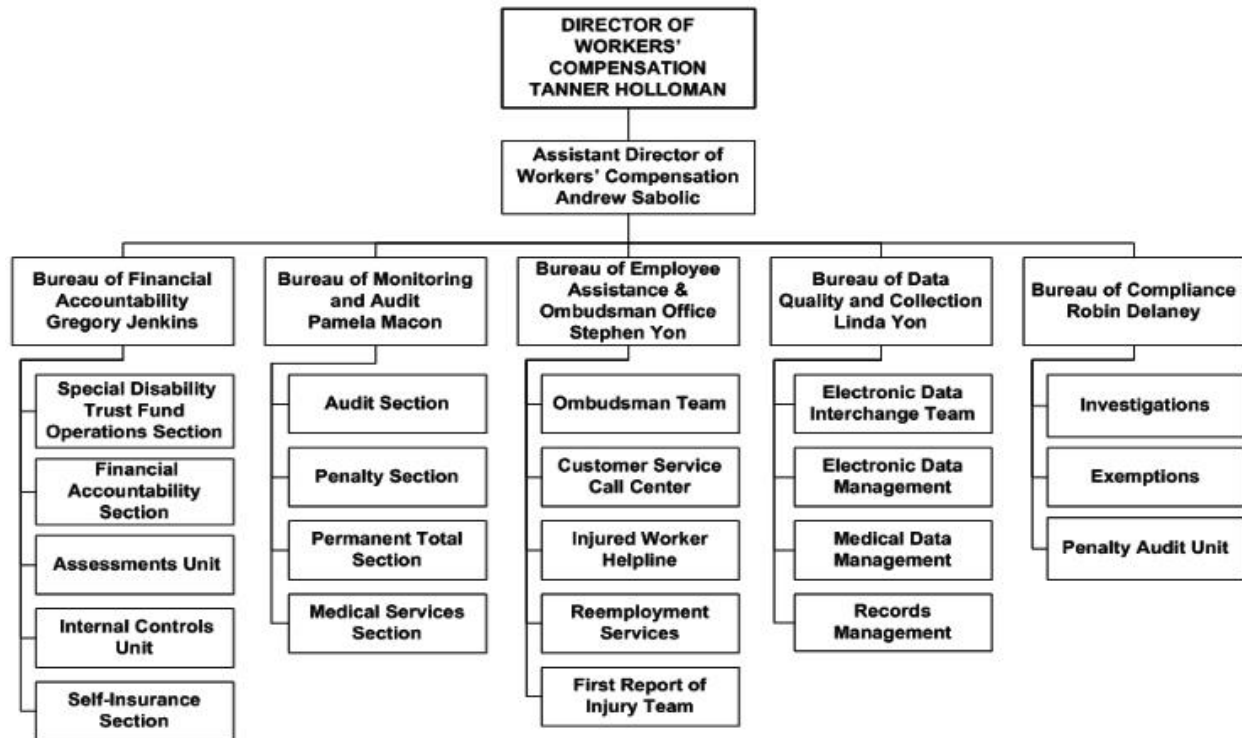 DIRECTOR OF
WORKERS'
COMPENSATION
TANNER HOLLOMAN
Assistant Director of
Workers' Compensation
Andrew Sabolic
Bureau of Financial
Accountability
Gregory Jenkins
Special Disability
Trust Fund
Operations Section
Financial
Accountability
Section
Assessments Unit
Internal Controls
Unit
Self-Insurance
Section
Bureau of Monitoring
and Audit
Pamela Macon
Audit Section
Penalty Section
Permanent Total
Section
Medical Services
Section
Bureau of Employee
Assistance &
Ombudsman Office
Stephen Yon
Ombudsman Team
Customer Service
Call Center
Injured Worker
Helpline
Reemployment
Services
First Report of
Injury Team
Bureau of Data
Quality and Collection
Linda Yon
Electronic Data
Interchange Team
Electronic Data
Management
Medical Data
Management
Records
Management
Bureau of Compliance
Robin Delaney
Investigations
Exemptions
Penalty Audit Unit